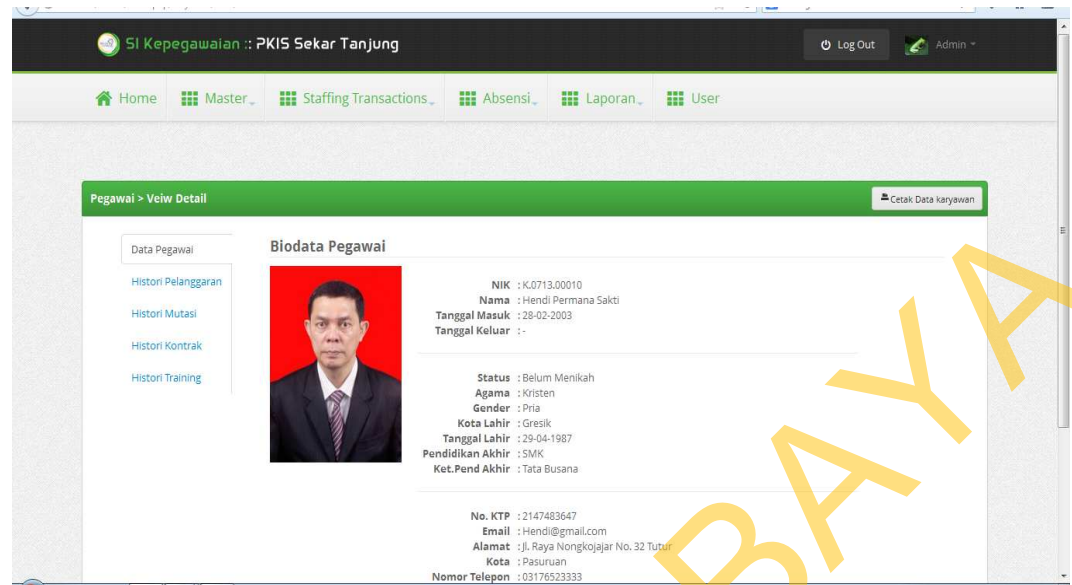 SI Kepegawaian :: PKIS Sekar Tanjung
Log Out
Admin
Home
Master
Staffing Transactions
Absensi
Laporan
User
Pegawai > Veiw Detail
Cetak Data karyawan
Data Pegawai
Histori Pelanggaran
Histori Mutasi
Histori Kontrak
Histori Training
Biodata Pegawai
NIK : K.0713.00010
Nama : Hendi Permana Sakti
Tanggal Masuk : 28-02-2003
Tanggal Keluar : -
Status : Belum Menikah
Agama : Kristen
Gender : Pria
Kota Lahir : Gresik
Tanggal Lahir : 29-04-1987
Pendidikan Akhir : SMK
Ket.Pend Akhir : Tata Busana
No. KTP : 2147483647
Email : Hendi@gmail.com
Alamat : Jl. Raya Nongkojajar No. 32 Tutur
Kota : Pasuruan
Nomor Telepon : 03176523333
BAYA